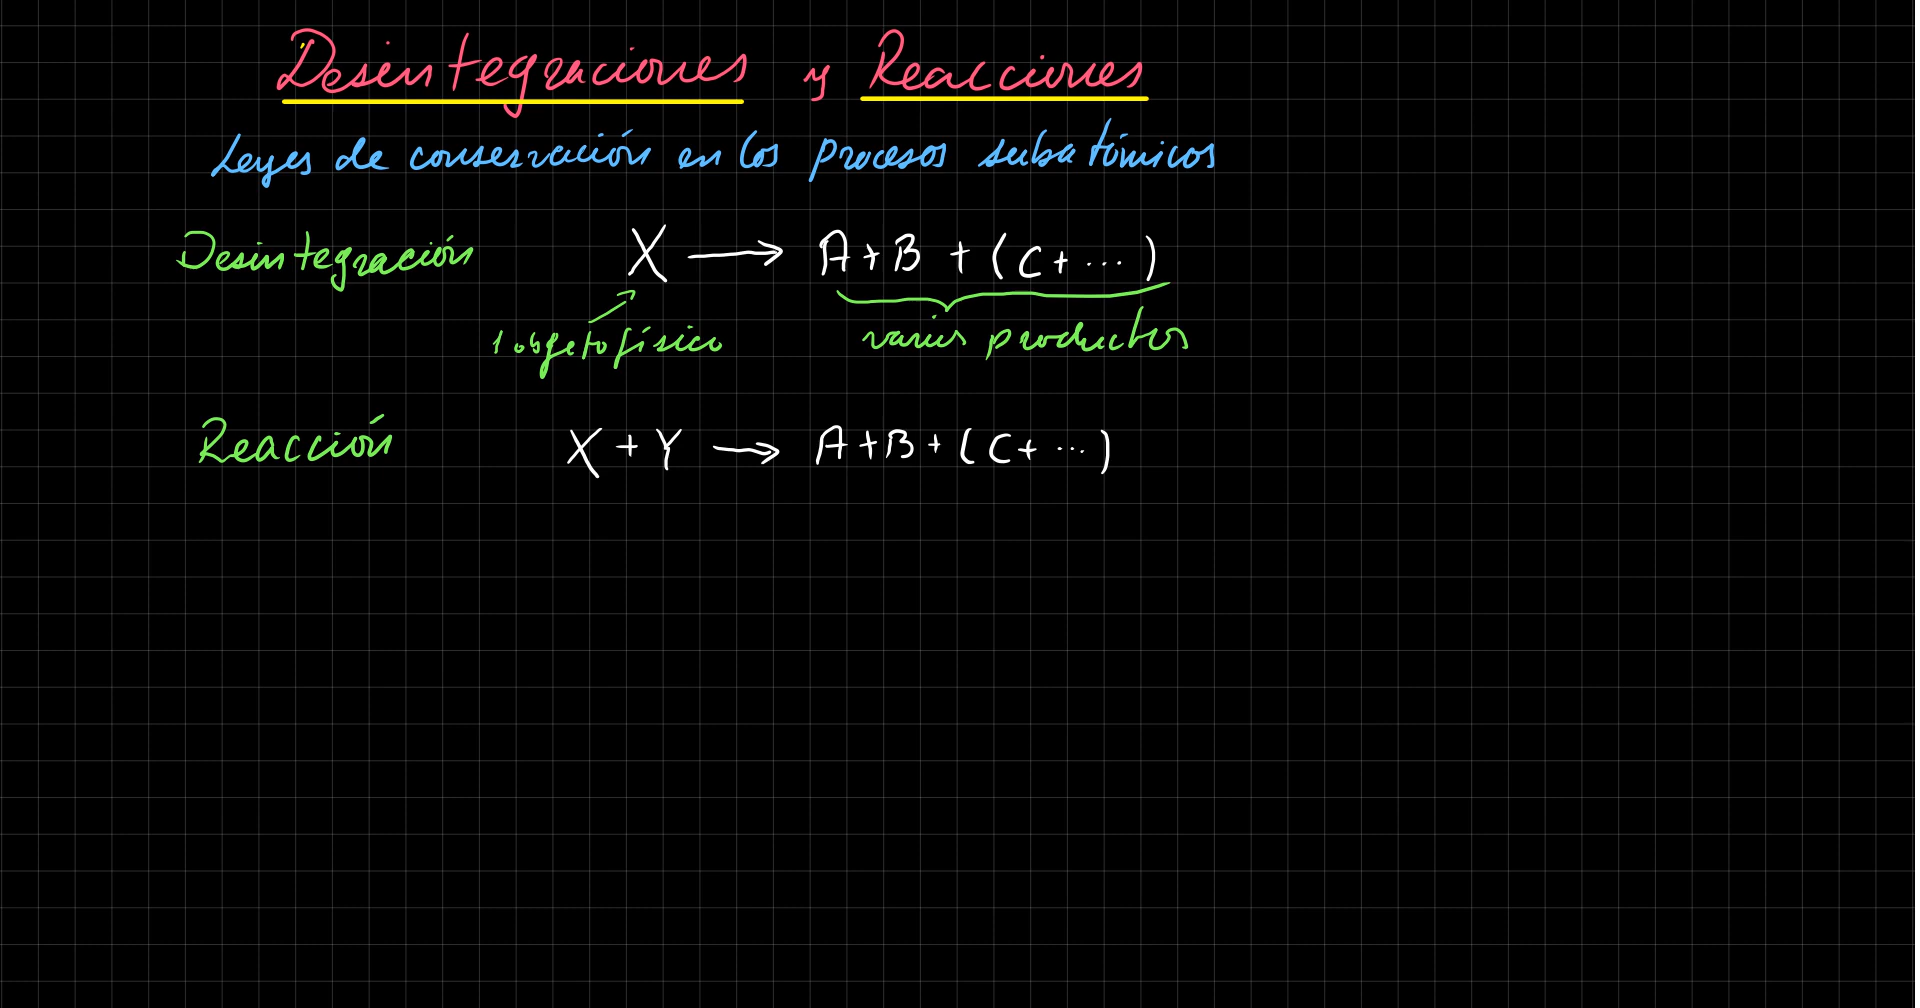 Desintegraciones y Reacciones
Leyes de conservación en los procesos subatómicos
Desintegración X → A + B + (C + ...)
1 objeto físico varios productos
Reacción X + Y → A + B + (C + ...)